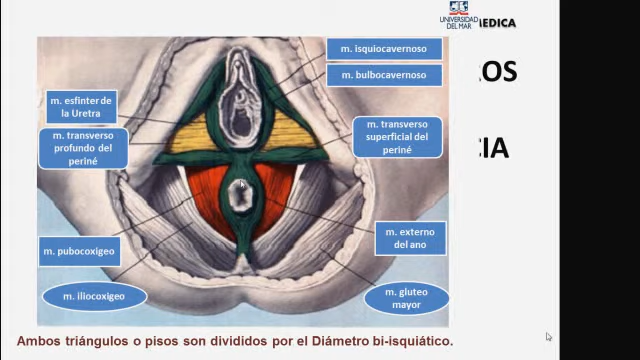 UNIVERSIDAD
DEL MAR
MEDICA
OS
CIA
m. isquiocavernoso
m. bulbocavernoso
m. esfinter de
la Uretra
m. transverso
profundo del
periné
m. transverso
superficial del
periné
m. pubocoxigeo
m. externo
del ano
m. iliocoxigeo
m. gluteo
mayor
Ambos triángulos o pisos son divididos por el Diámetro bi-isquiático.